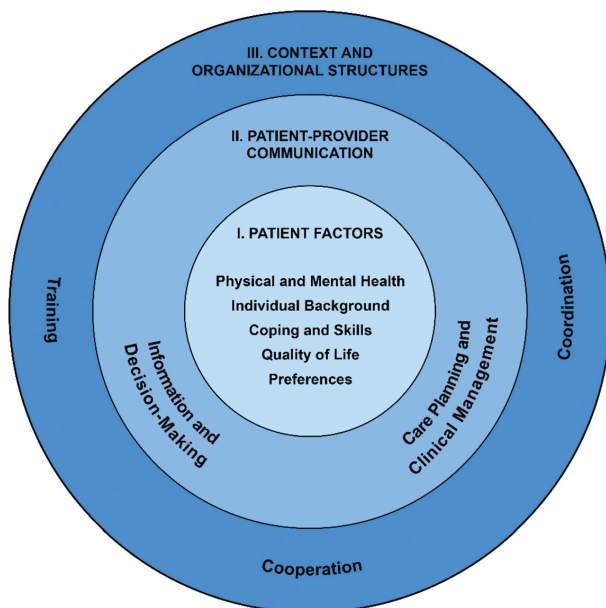 III. CONTEXT AND
ORGANIZATIONAL STRUCTURES
II. PATIENT-PROVIDER
COMMUNICATION
I. PATIENT FACTORS
Physical and Mental Health
Individual Background
Coping and Skills
Quality of Life
Preferences
Information and
Decision-Making
Care Planning and
Clinical Management
Training
Cooperation
Coordination